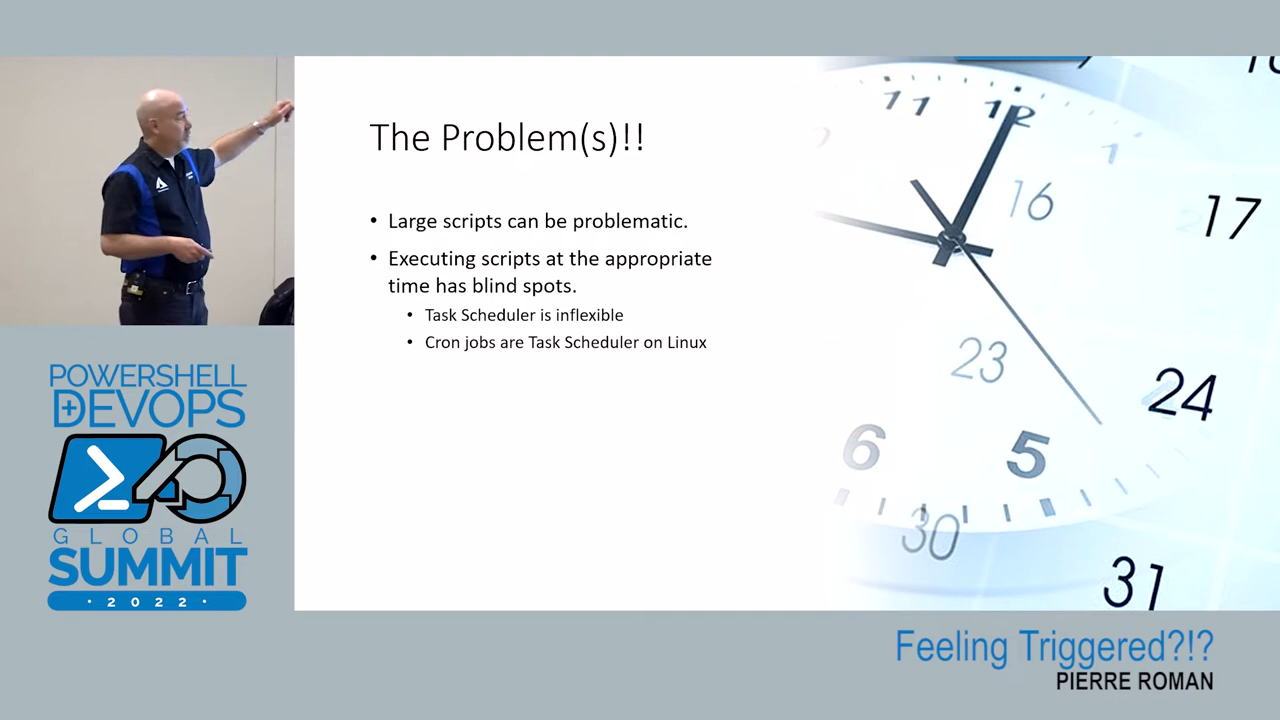 The Problem(s)!!
• Large scripts can be problematic.
• Executing scripts at the appropriate
time has blind spots.
• Task Scheduler is inflexible
• Cron jobs are Task Scheduler on Linux
11
12
1
16
17
23
24
6
5
30
31
POWERSHELL
+ DEVOPS
GLOBAL
SUMMIT
· 2022 ·
Feeling Triggered?!?
PIERRE ROMAN